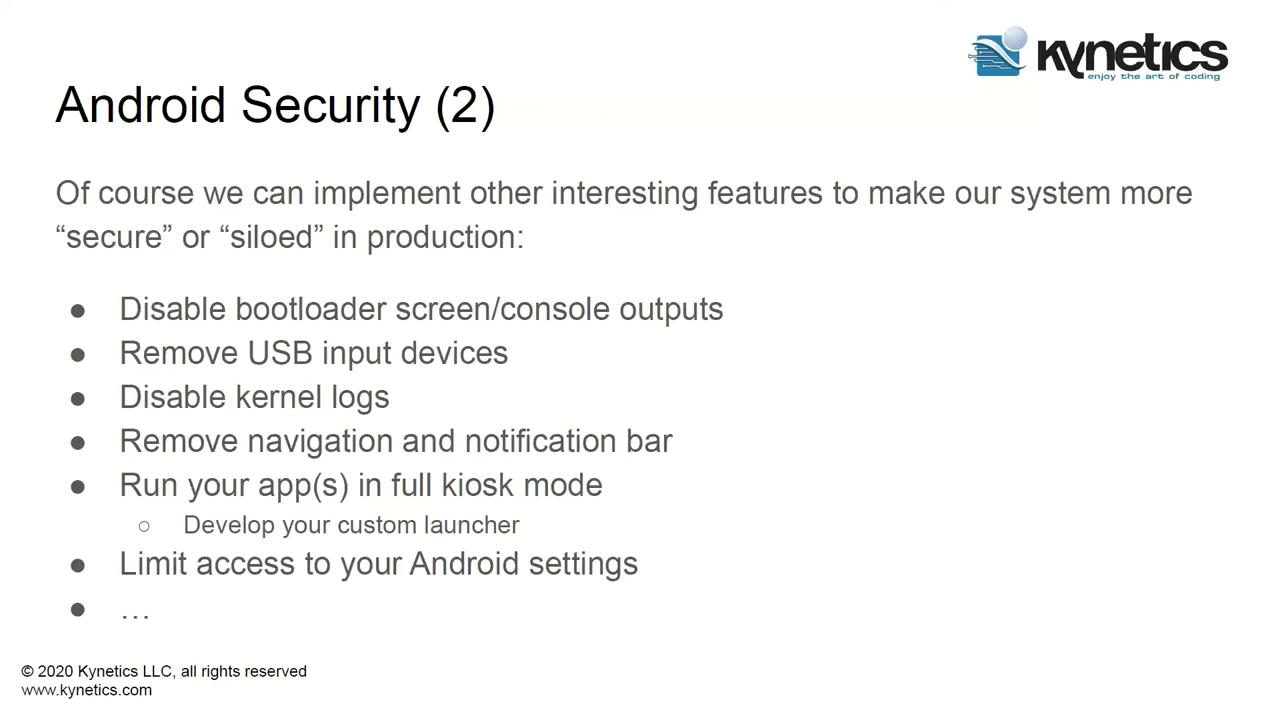 Kynetics
enjoy the art of coding
Android Security (2)
Of course we can implement other interesting features to make our system more
“secure” or “siloed” in production:
● Disable bootloader screen/console outputs
● Remove USB input devices
● Disable kernel logs
● Remove navigation and notification bar
● Run your app(s) in full kiosk mode
○ Develop your custom launcher
● Limit access to your Android settings
● …
© 2020 Kynetics LLC, all rights reserved
www.kynetics.com